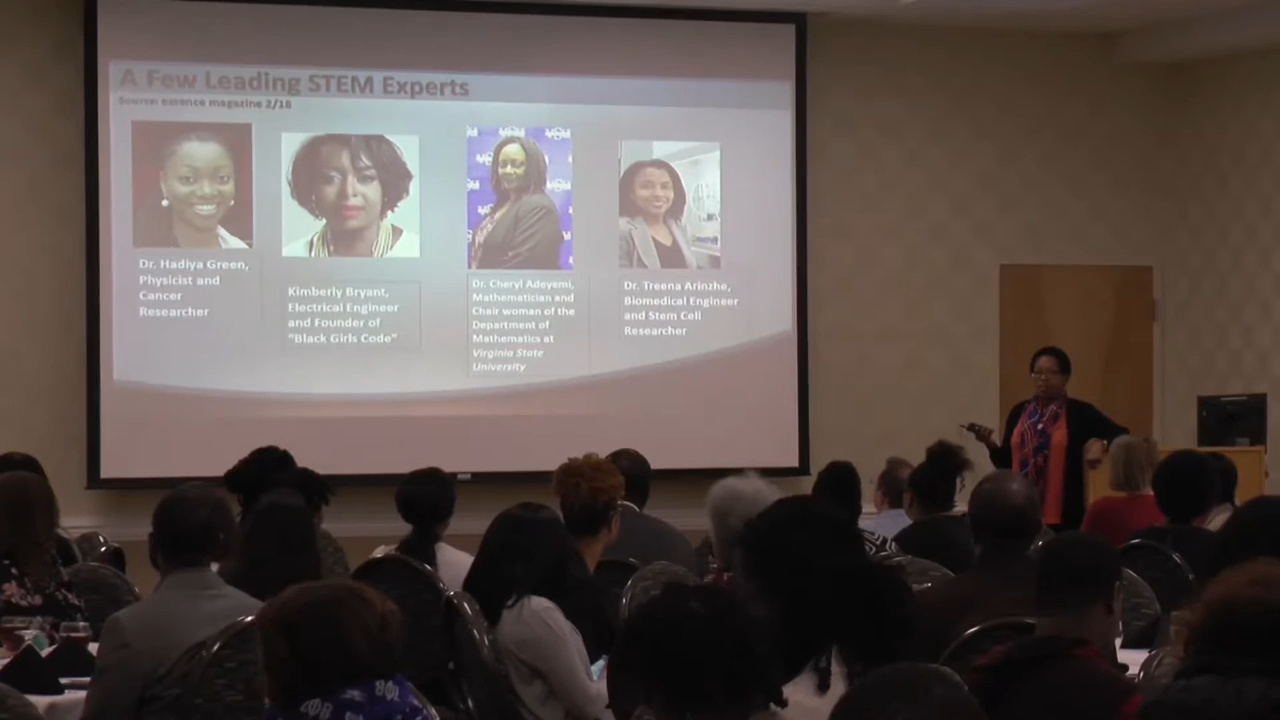 A Few Leading STEM Experts
Source: essence magazine 2/18
Dr. Hadiya Green,
Physicist and
Cancer
Researcher
Kimberly Bryant,
Electrical Engineer
and Founder of
“Black Girls Code”
Dr. Cheryl Adeyemi,
Mathematician and
Chair woman of the
Department of
Mathematics at
Virginia State
University
Dr. Treena Arinzhe,
Biomedical Engineer
and Stem Cell
Researcher